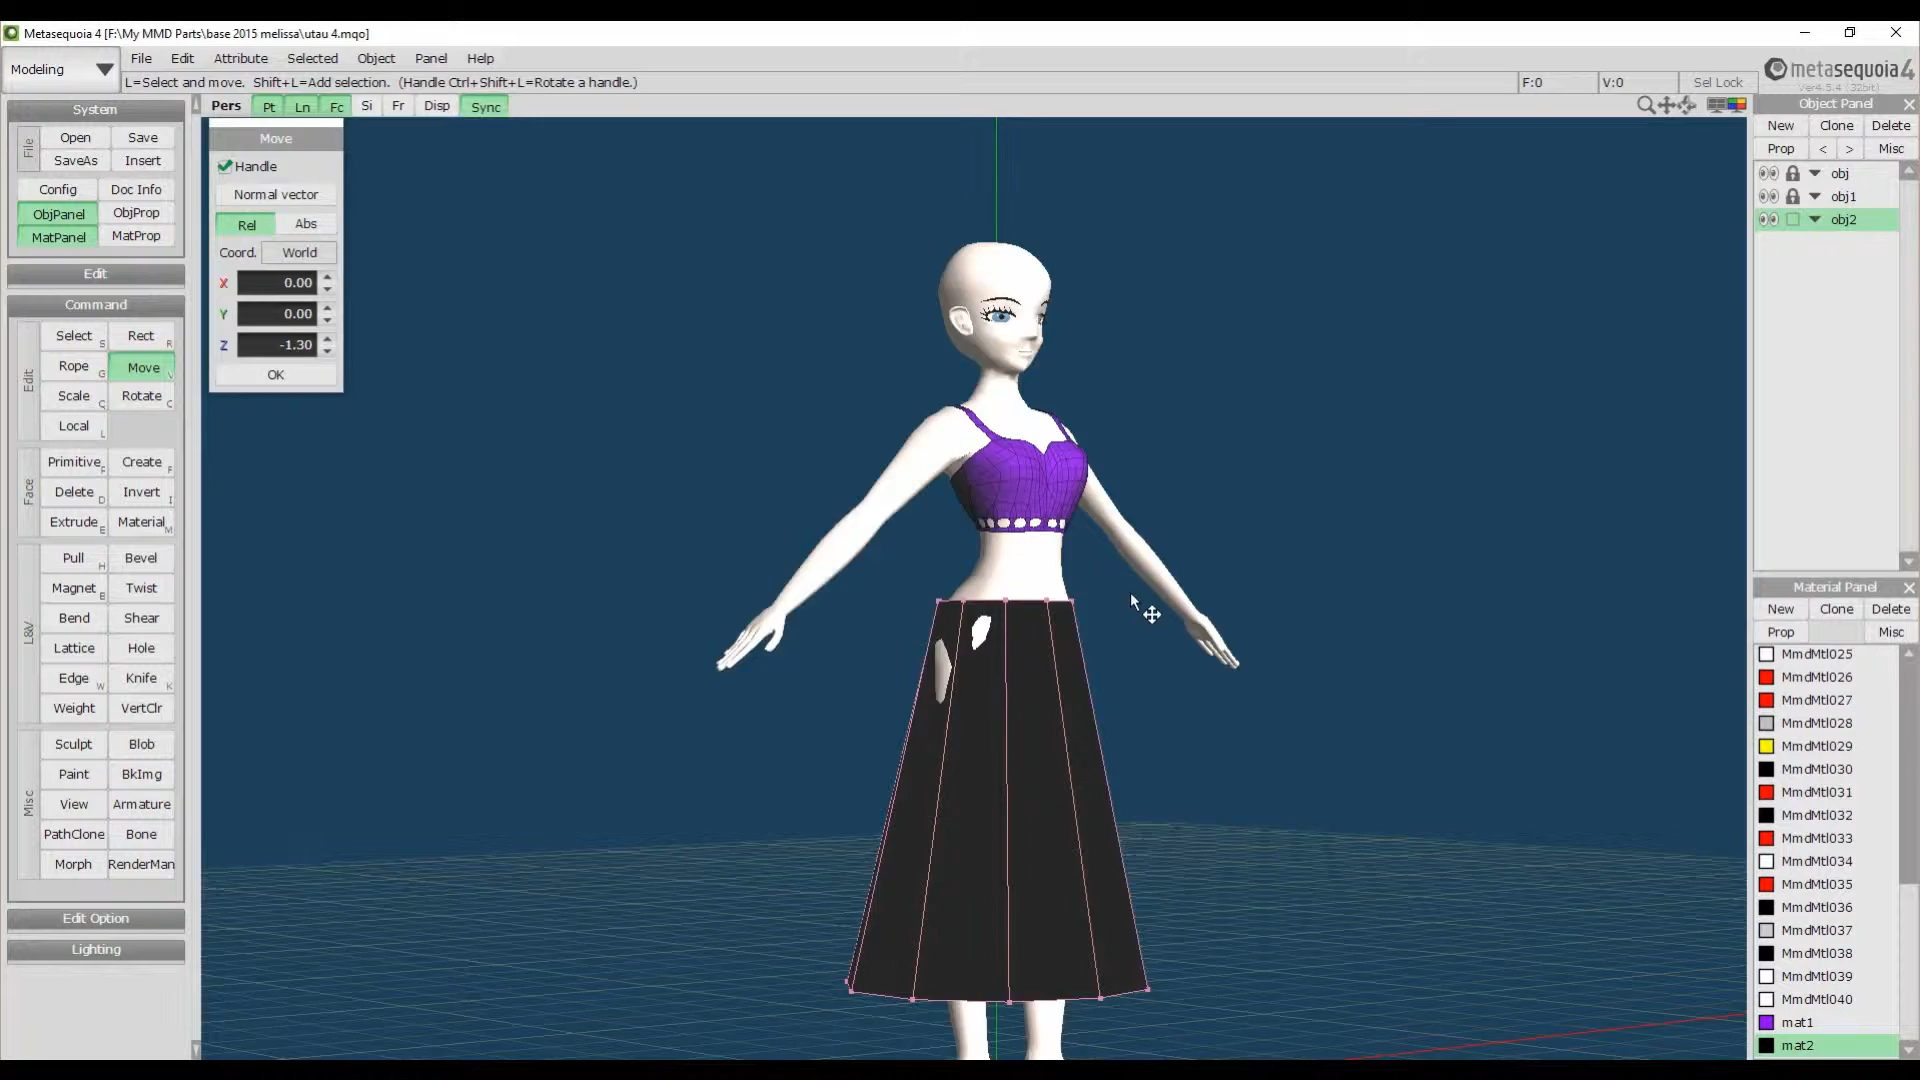 Metasequoia 4 [F:\My MMD Parts\base 2015 melissa\utau 4.mqo]
Modeling
File Edit Attribute Selected Object Panel Help
metasequoia 4
Ver4.5.4 (32bit)
L=Select and move. Shift+L=Add selection. (Handle Ctrl+Shift+L=Rotate a handle.)
F:0 V:0 Sel Lock
System
File
Open Save
SaveAs Insert
Config Doc Info
ObjPanel ObjProp
MatPanel MatProp
Edit
Command
Edit
Select S Rect R
Rope G Move V
Scale Q Rotate C
Local L
Face
Primitive P Create F
Delete D Invert I
Extrude E Material M
L&V
Pull H Bevel
Magnet B Twist
Bend Shear
Lattice Hole
Edge W Knife K
Weight VertClr
Misc
Sculpt Blob
Paint BkImg
View Armature
PathClone Bone
Morph RenderMan
Edit Option
Lighting
Pers Pt Ln Fc Si Fr Disp Sync
Move
Handle
Normal vector
Rel Abs
Coord. World
X 0.00
Y 0.00
Z -1.30
OK
Object Panel
New Clone Delete
Prop < > Misc
obj
obj1
obj2
Material Panel
New Clone Delete
Prop Misc
MmdMtl025
MmdMtl026
MmdMtl027
MmdMtl028
MmdMtl029
MmdMtl030
MmdMtl031
MmdMtl032
MmdMtl033
MmdMtl034
MmdMtl035
MmdMtl036
MmdMtl037
MmdMtl038
MmdMtl039
MmdMtl040
mat1
mat2